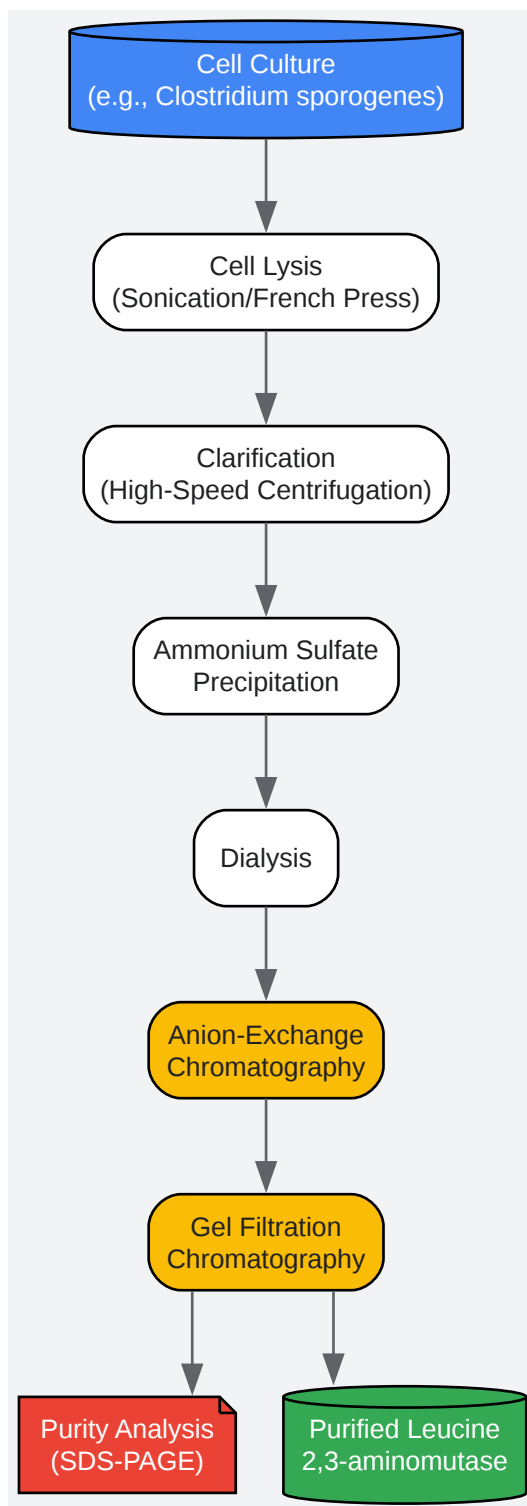 Cell Culture
(e.g., Clostridium sporogenes)
Cell Lysis
(Sonication/French Press)
Clarification
(High-Speed Centrifugation)
Ammonium Sulfate
Precipitation
Dialysis
Anion-Exchange
Chromatography
Gel Filtration
Chromatography
Purity Analysis
(SDS-PAGE)
Purified Leucine
2,3-aminomutase